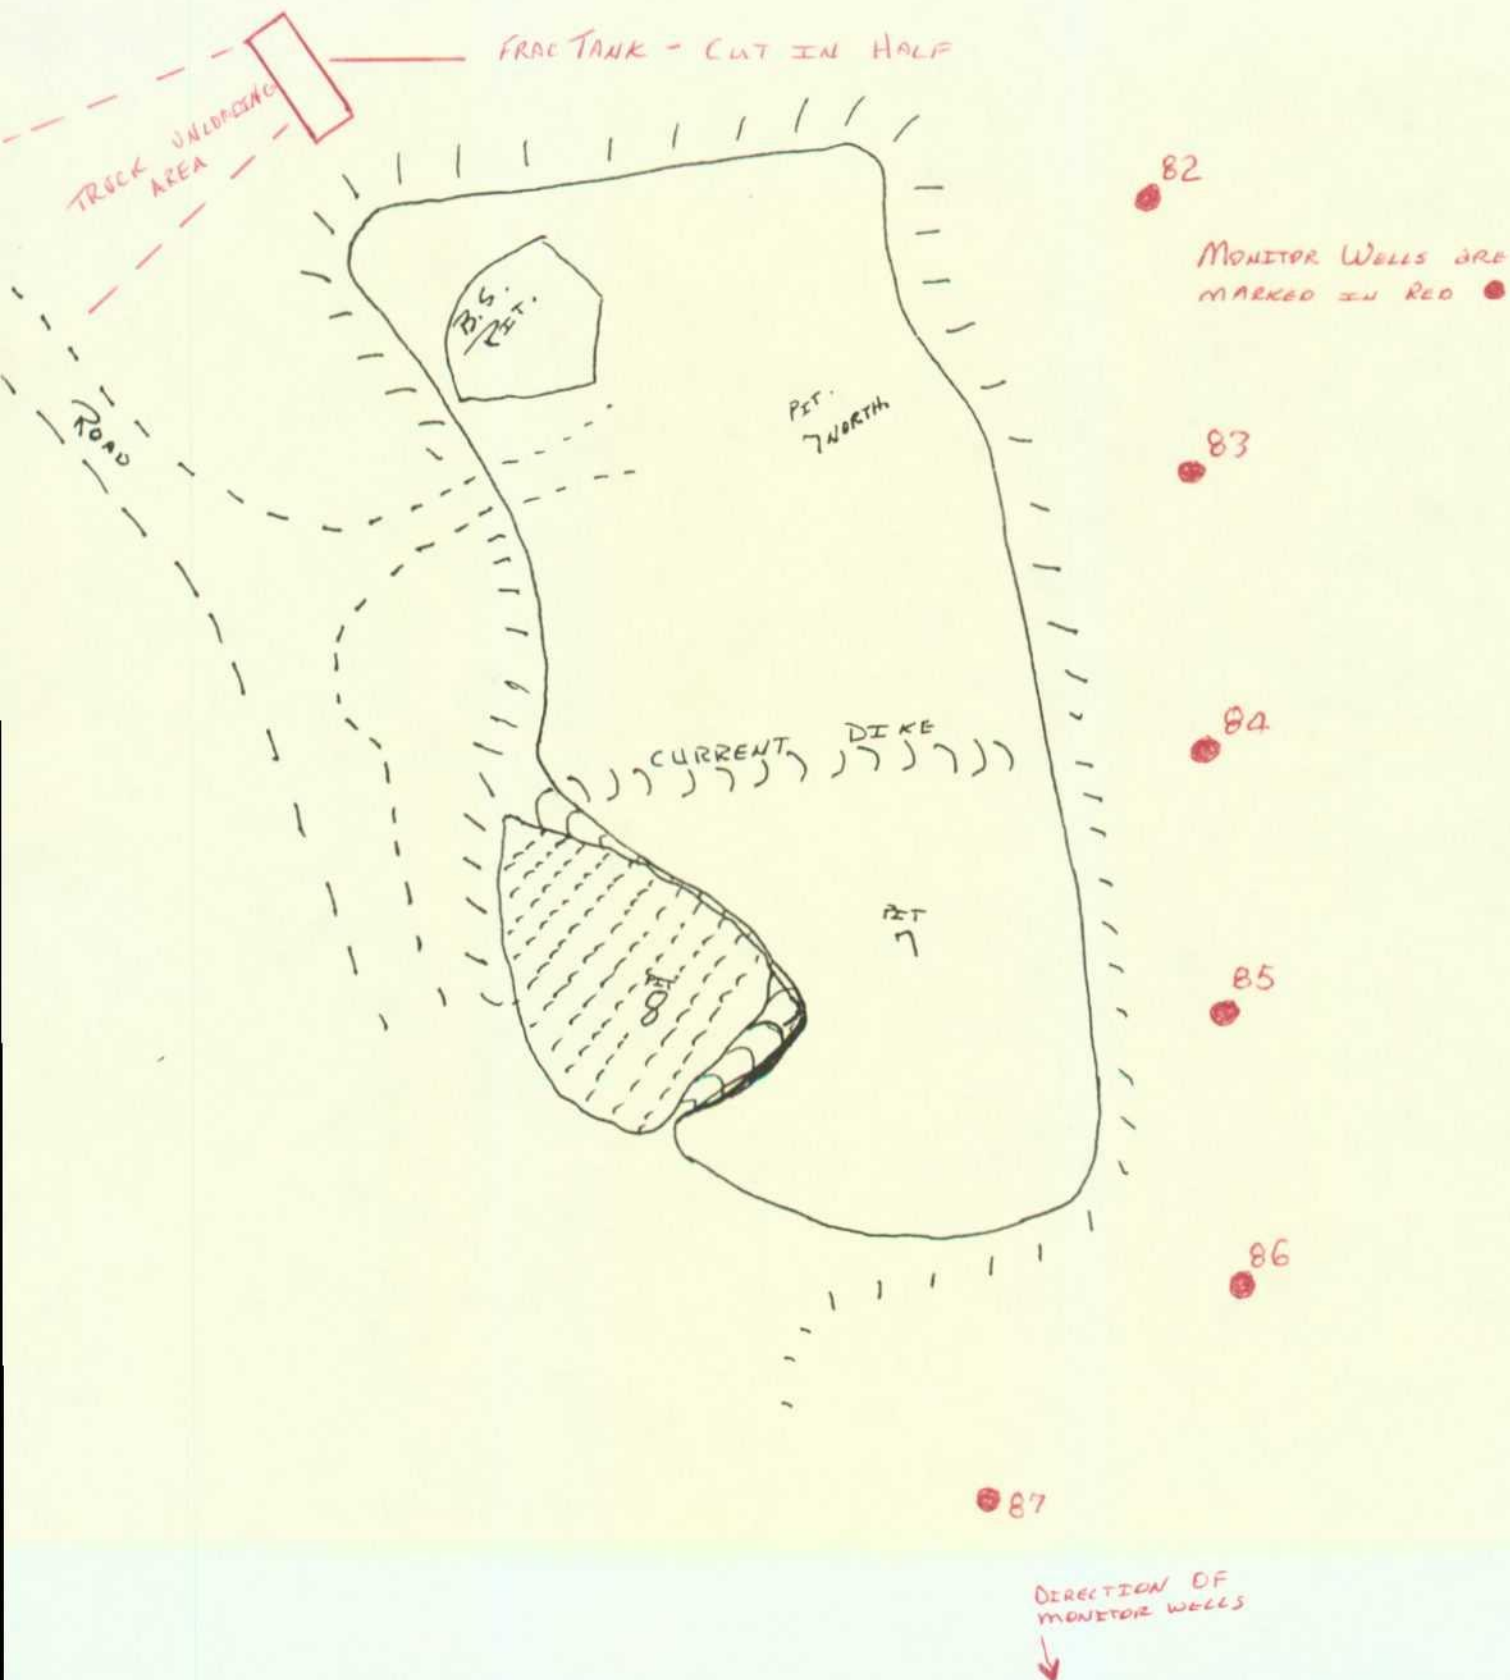 FRAC TANK - CUT IN HALF
TRUCK UNLOADING
AREA
82
MONITOR WELLS ARE
MARKED IN RED
B.S.
PIT.
ROAD
PIT.
7 NORTH
83
84
CURRENT DIKE
PIT
7
PIT
8
85
86
87
DIRECTION OF
MONITOR WELLS